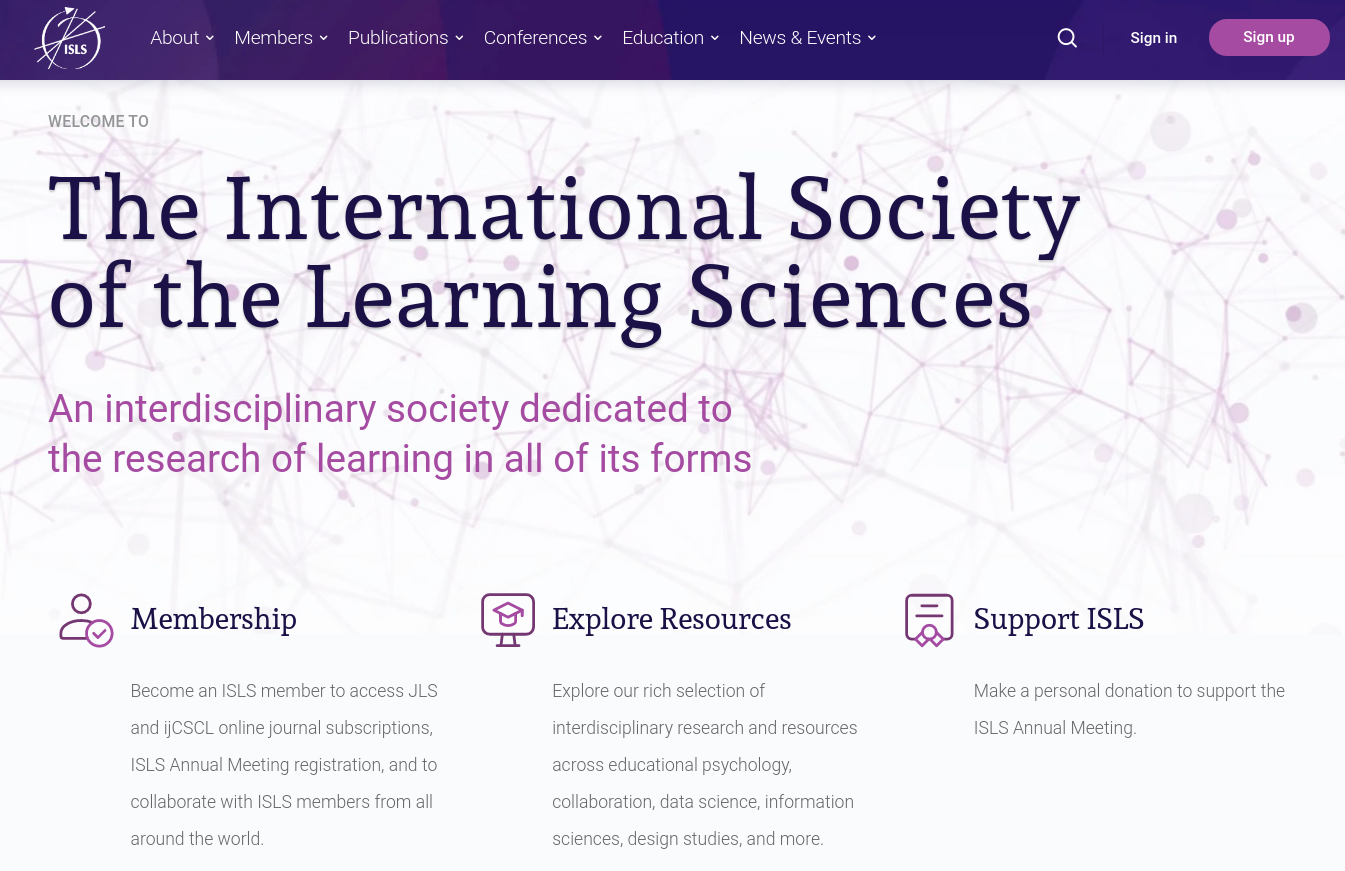 ISLS
About Members Publications Conferences Education News & Events Sign in Sign up
WELCOME TO
The International Society
of the Learning Sciences
An interdisciplinary society dedicated to
the research of learning in all of its forms
Membership
Become an ISLS member to access JLS
and ijCSCL online journal subscriptions,
ISLS Annual Meeting registration, and to
collaborate with ISLS members from all
around the world.
Explore Resources
Explore our rich selection of
interdisciplinary research and resources
across educational psychology,
collaboration, data science, information
sciences, design studies, and more.
Support ISLS
Make a personal donation to support the
ISLS Annual Meeting.